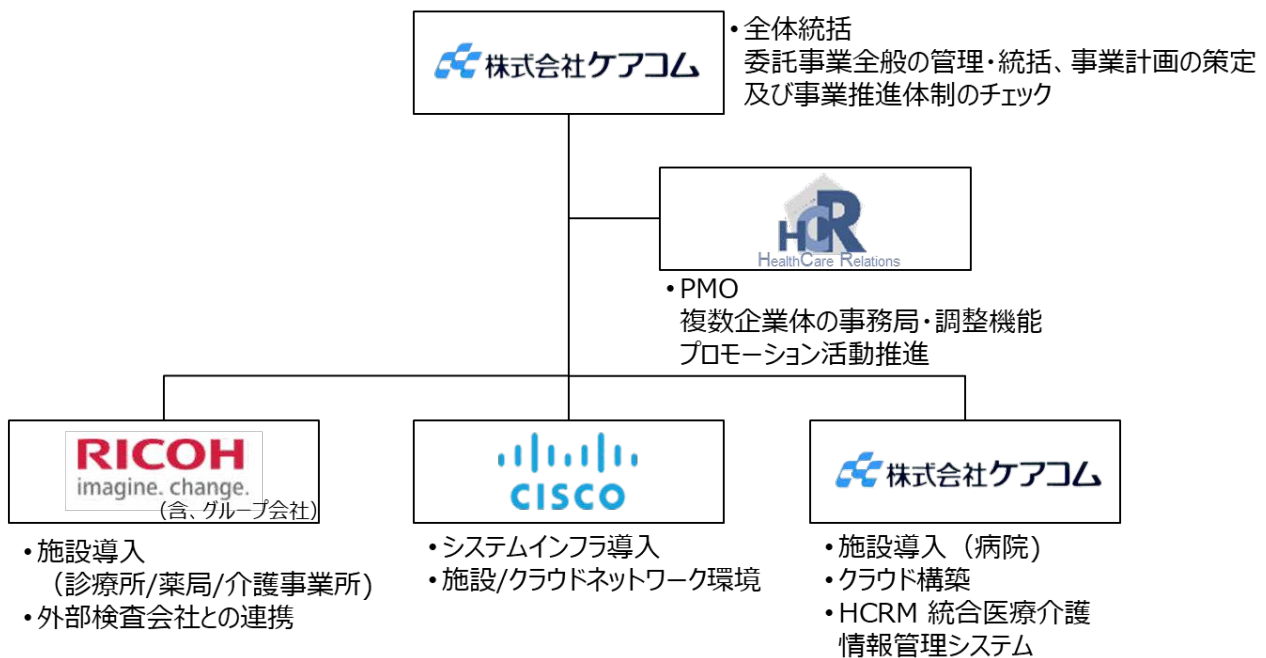 株式会社ケアコム
•全体統括
委託事業全般の管理・統括、事業計画の策定
及び事業推進体制のチェック
HCR
HealthCare Relations
•PMO
複数企業体の事務局・調整機能
プロモーション活動推進
RICOH
imagine. change.
(含、グループ会社)
•施設導入
（診療所/薬局/介護事業所)
•外部検査会社との連携
CISCO
•システムインフラ導入
•施設/クラウドネットワーク環境
株式会社ケアコム
•施設導入（病院)
•クラウド構築
•HCRM 統合医療介護
情報管理システム